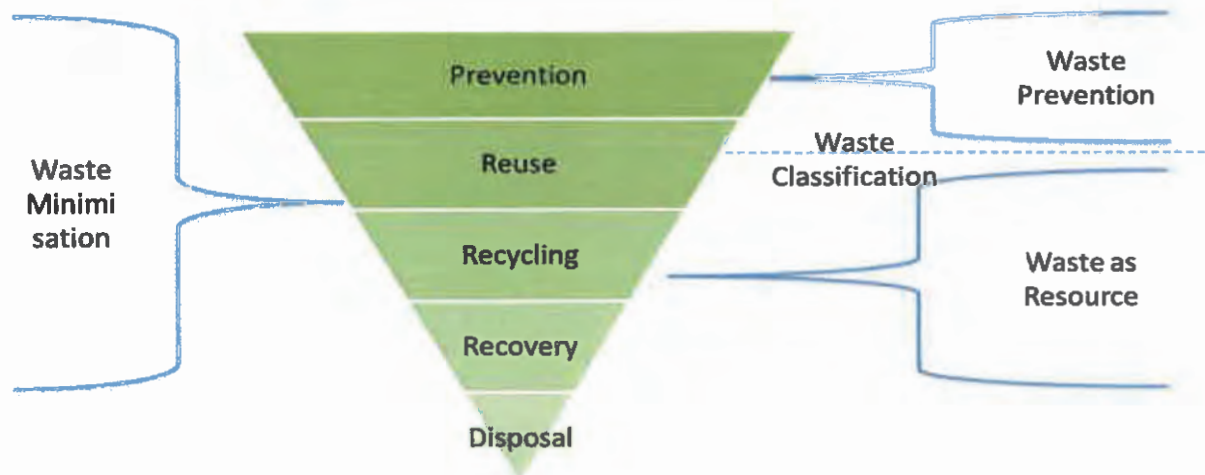 Waste
Minimi
sation
Prevention
Reuse
Recycling
Recovery
Disposal
Waste
Prevention
Waste
Classification
Waste as
Resource